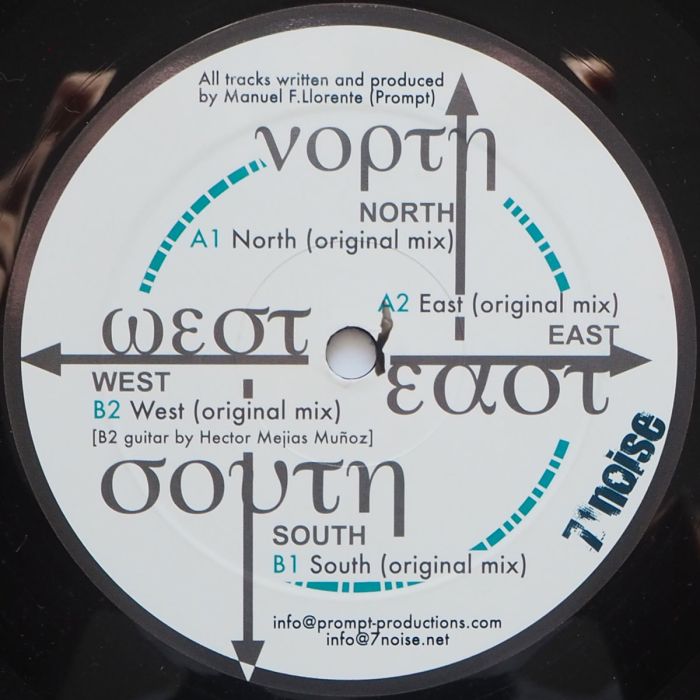 All tracks written and produced
by Manuel F.Llorente (Prompt)
νορτη
NORTH
A1 North (original mix)
A2 East (original mix)
EAST
ωεστ
εαστ
WEST
B2 West (original mix)
[B2 guitar by Hector Mejias Muñoz]
7noise
σουτη
SOUTH
B1 South (original mix)
info@prompt-productions.com
info@7noise.net